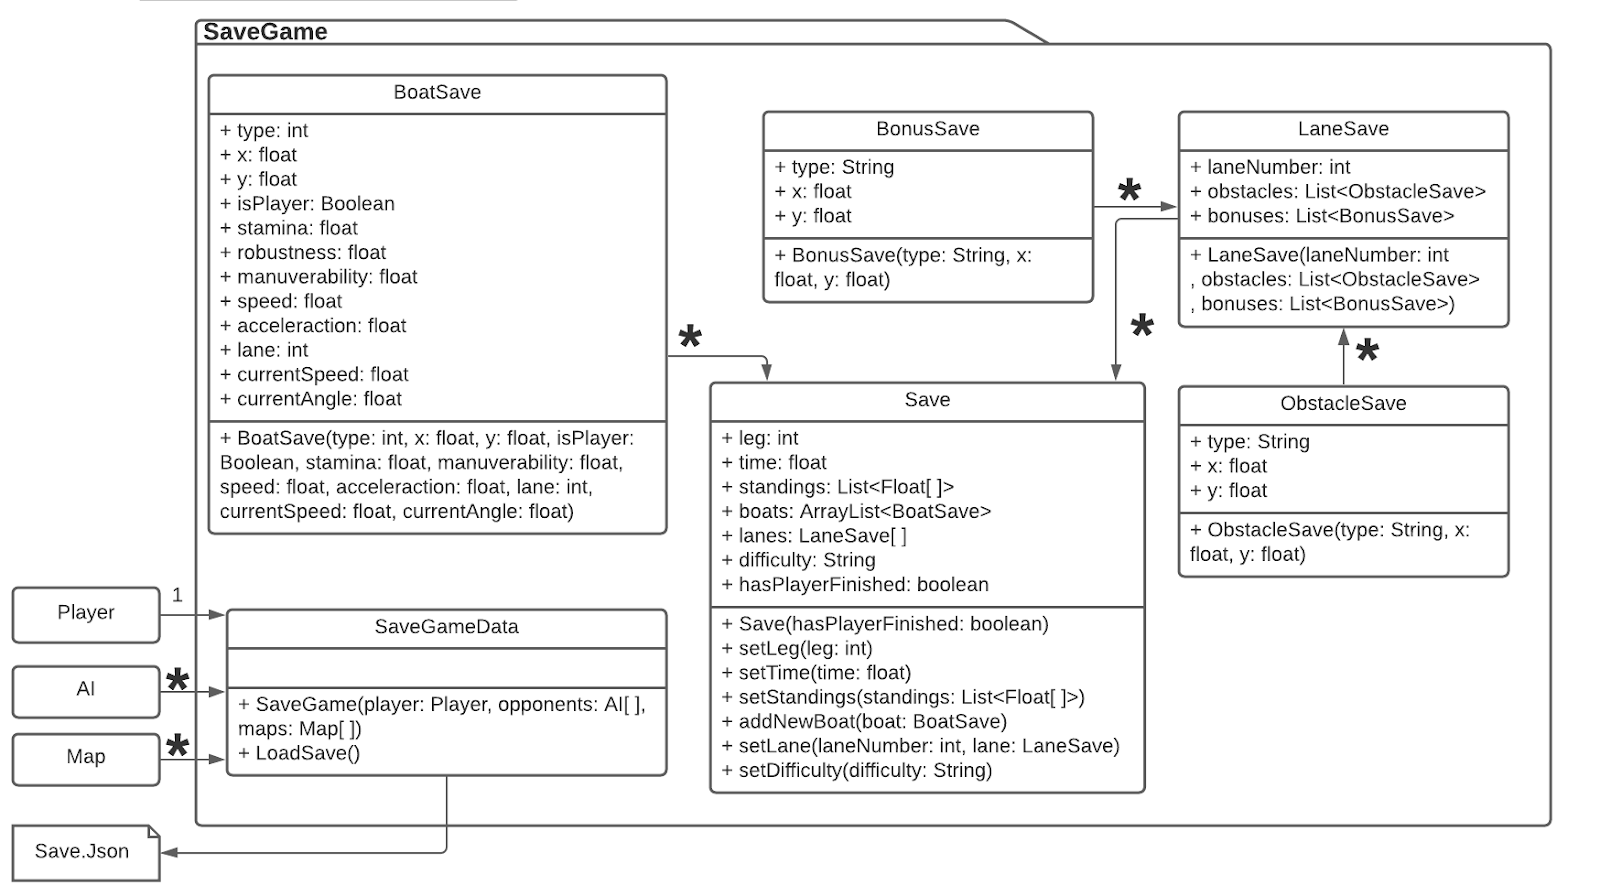 SaveGame
BoatSave
+ type: int
+ x: float
+ y: float
+ isPlayer: Boolean
+ stamina: float
+ robustness: float
+ manuverability: float
+ speed: float
+ acceleraction: float
+ lane: int
+ currentSpeed: float
+ currentAngle: float
+ BoatSave(type: int, x: float, y: float, isPlayer:
Boolean, stamina: float, manuverability: float,
speed: float, acceleraction: float, lane: int,
currentSpeed: float, currentAngle: float)
*
BonusSave
+ type: String
+ x: float
+ y: float
+ BonusSave(type: String, x:
float, y: float)
*
LaneSave
+ laneNumber: int
+ obstacles: List<ObstacleSave>
+ bonuses: List<BonusSave>
+ LaneSave(laneNumber: int
, obstacles: List<ObstacleSave>
, bonuses: List<BonusSave>)
*
*
Save
+ leg: int
+ time: float
+ standings: List<Float[ ]>
+ boats: ArrayList<BoatSave>
+ lanes: LaneSave[ ]
+ difficulty: String
+ hasPlayerFinished: boolean
+ Save(hasPlayerFinished: boolean)
+ setLeg(leg: int)
+ setTime(time: float)
+ setStandings(standings: List<Float[ ]>)
+ addNewBoat(boat: BoatSave)
+ setLane(laneNumber: int, lane: LaneSave)
+ setDifficulty(difficulty: String)
ObstacleSave
+ type: String
+ x: float
+ y: float
+ ObstacleSave(type: String, x:
float, y: float)
Player
1
AI
*
Map
*
SaveGameData
+ SaveGame(player: Player, opponents: AI[ ],
maps: Map[ ])
+ LoadSave()
Save.Json